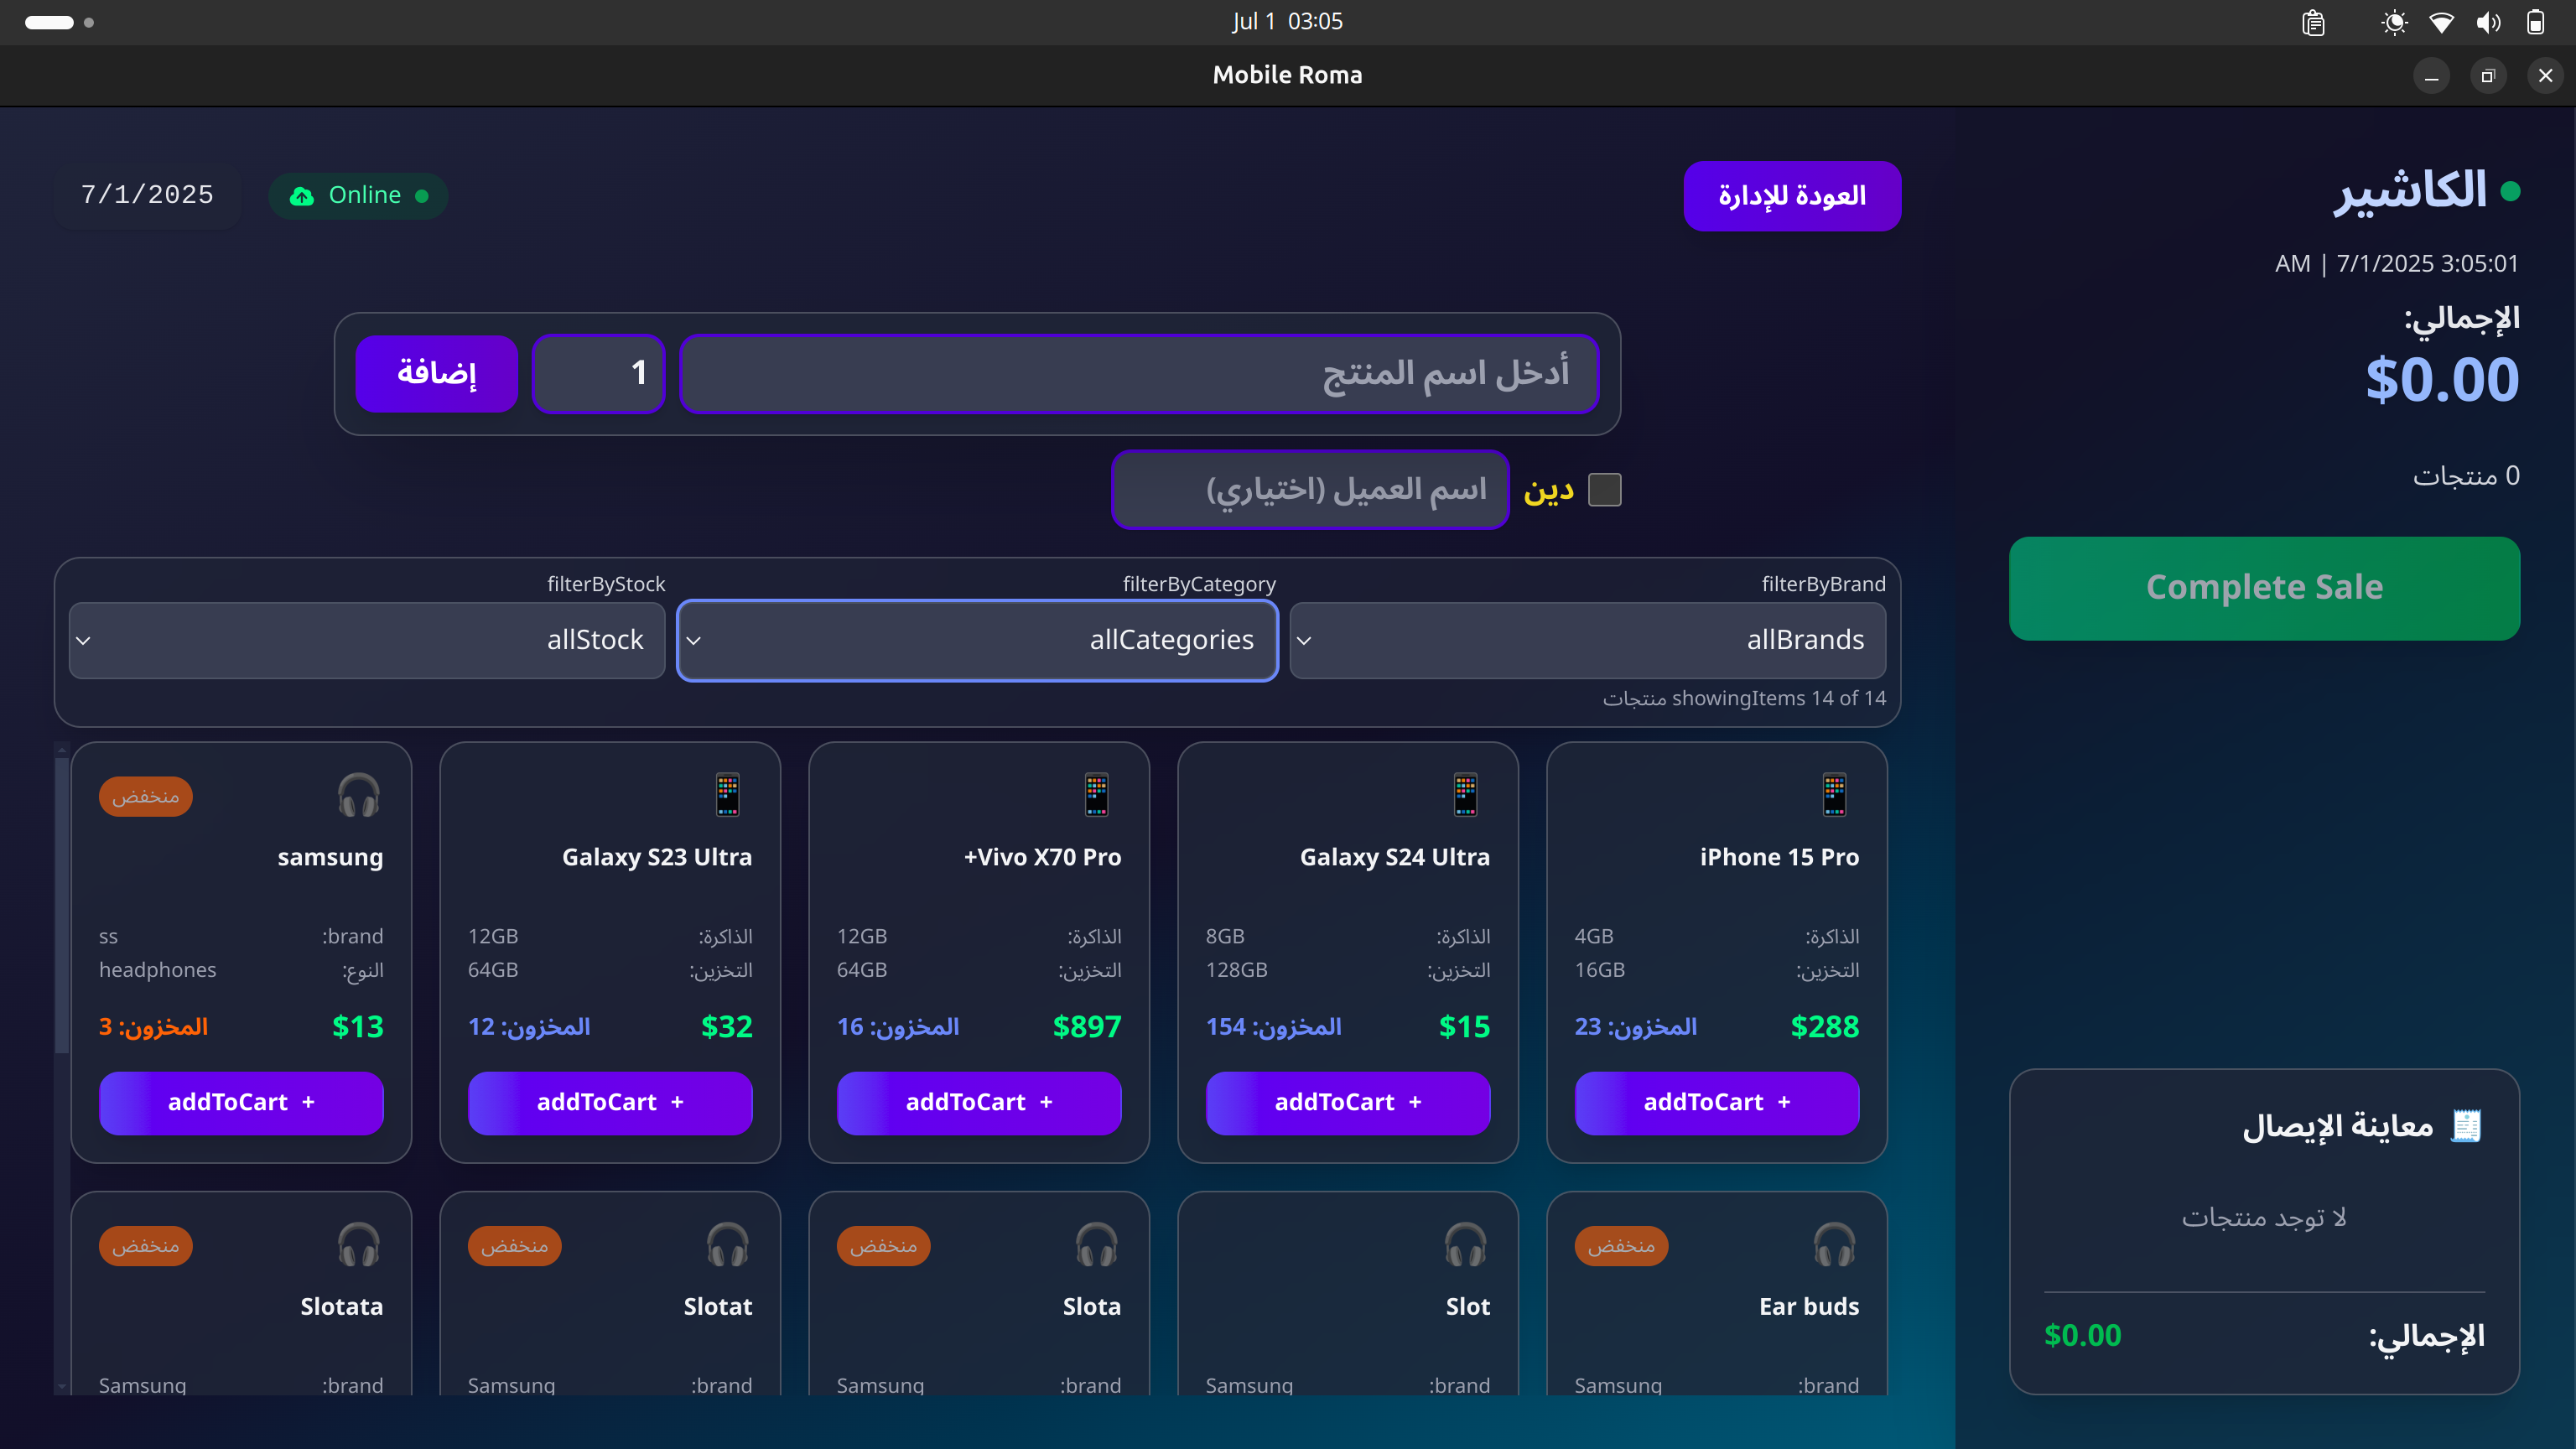 Jul 1 03:05
Mobile Roma
الكاشير
7/1/2025 3:05:01 AM |
الإجمالي:
$0.00
0 منتجات
Complete Sale
🧾 معاينة الإيصال
لا توجد منتجات
الإجمالي: $0.00
العودة للإدارة
Online
7/1/2025
أدخل اسم المنتج
1
إضافة
دين
اسم العميل (اختياري)
filterByBrand
allBrands
filterByCategory
allCategories
filterByStock
allStock
showingItems 14 of 14 منتجات
iPhone 15 Pro
الذاكرة: 4GB
التخزين: 16GB
$288 المخزون: 23
+ addToCart
Galaxy S24 Ultra
الذاكرة: 8GB
التخزين: 128GB
$15 المخزون: 154
+ addToCart
+Vivo X70 Pro
الذاكرة: 12GB
التخزين: 64GB
$897 المخزون: 16
+ addToCart
Galaxy S23 Ultra
الذاكرة: 12GB
التخزين: 64GB
$32 المخزون: 12
+ addToCart
منخفض
samsung
:brand ss
النوع: headphones
$13 المخزون: 3
+ addToCart
منخفض
Ear buds
:brand Samsung
Slot
:brand Samsung
منخفض
Slota
:brand Samsung
منخفض
Slotat
:brand Samsung
منخفض
Slotata
:brand Samsung